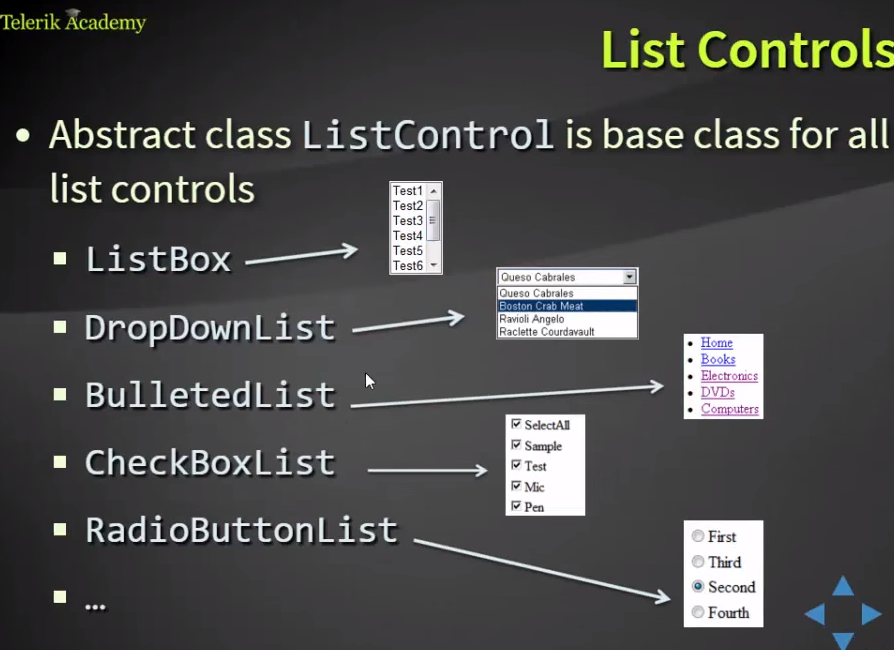 Telerik Academy
List Controls
• Abstract class ListControl is base class for all
list controls
Test1
Test2
Test3
Test4
Test5
Test6
▪ ListBox
Queso Cabrales
Queso Cabrales
Boston Crab Meat
Ravioli Angelo
Raclette Courdavault
▪ DropDownList
• Home
• Books
• Electronics
• DVDs
• Computers
▪ BulletedList
SelectAll
Sample
Test
Mic
Pen
▪ CheckBoxList
▪ RadioButtonList
First
Third
Second
Fourth
▪ …